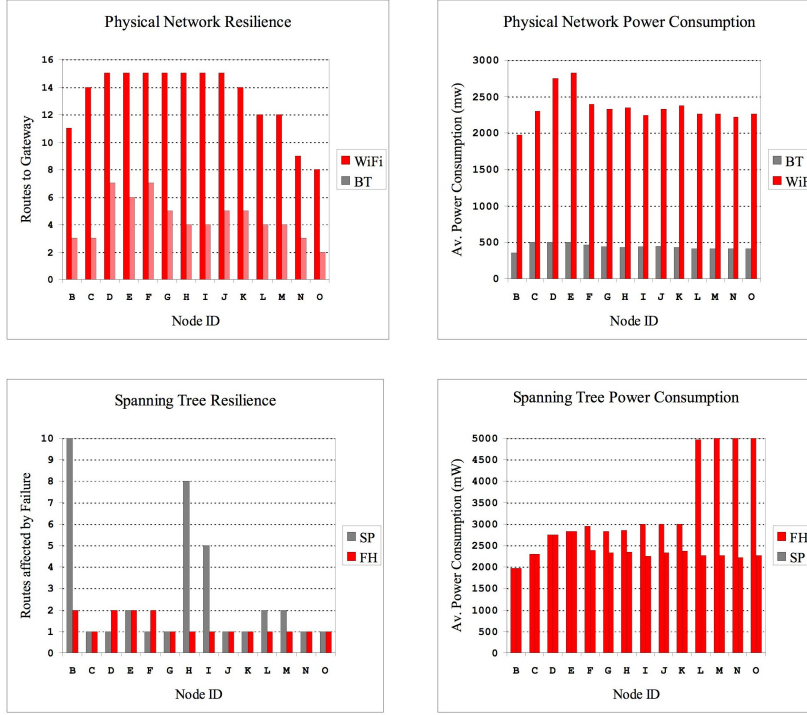 Physical Network Resilience
16
14
12
10
8
6
4
2
0
Routes to Gateway
B C D E F G H I J K L M N O
Node ID
WiFi
BT
Physical Network Power Consumption
3000
2500
2000
1500
1000
500
0
Av. Power Consumption (mw)
B C D E F G H I J K L M N O
Node ID
BT
WiF
Spanning Tree Resilience
10
9
8
7
6
5
4
3
2
1
0
Routes affected by Failure
B C D E F G H I J K L M N O
Node ID
SP
FH
Spanning Tree Power Consumption
5000
4500
4000
3500
3000
2500
2000
1500
1000
500
0
Av. Power Consumption (mW)
B C D E F G H I J K L M N O
Node ID
FH
SP